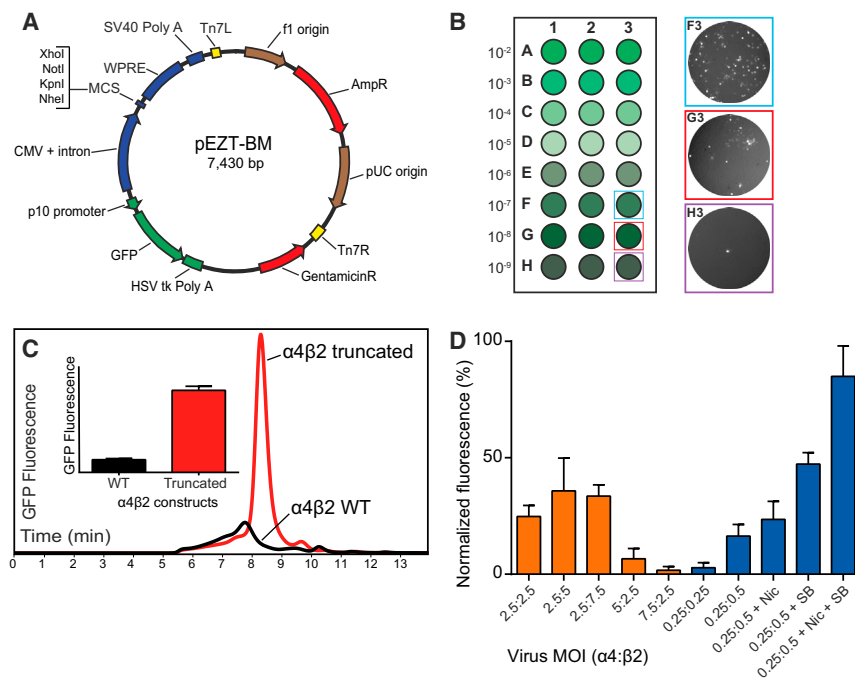 A
SV40 Poly A
Tn7L
f1 origin
XhoI
NotI
KpnI
NheI
WPRE
MCS
AmpR
pEZT-BM
7,430 bp
CMV + intron
pUC origin
p10 promoter
GFP
Tn7R
HSV tk Poly A
GentamicinR
B
1 2 3
10-2 A
10-3 B
10-4 C
10-5 D
10-6 E
10-7 F
10-8 G
10-9 H
F3
G3
H3
C
α4β2 truncated
GFP Fluorescence
GFP Fluorescence
WT Truncated
α4β2 constructs
α4β2 WT
Time (min)
0 1 2 3 4 5 6 7 8 9 10 11 12 13
D
100
50
0
Normalized fluorescence (%)
2.5:2.5
2.5:5
2.5:7.5
5:2.5
7.5:2.5
0.25:0.25
0.25:0.5
0.25:0.5 + Nic
0.25:0.5 + SB
0.25:0.5 + Nic + SB
Virus MOI (α4:β2)